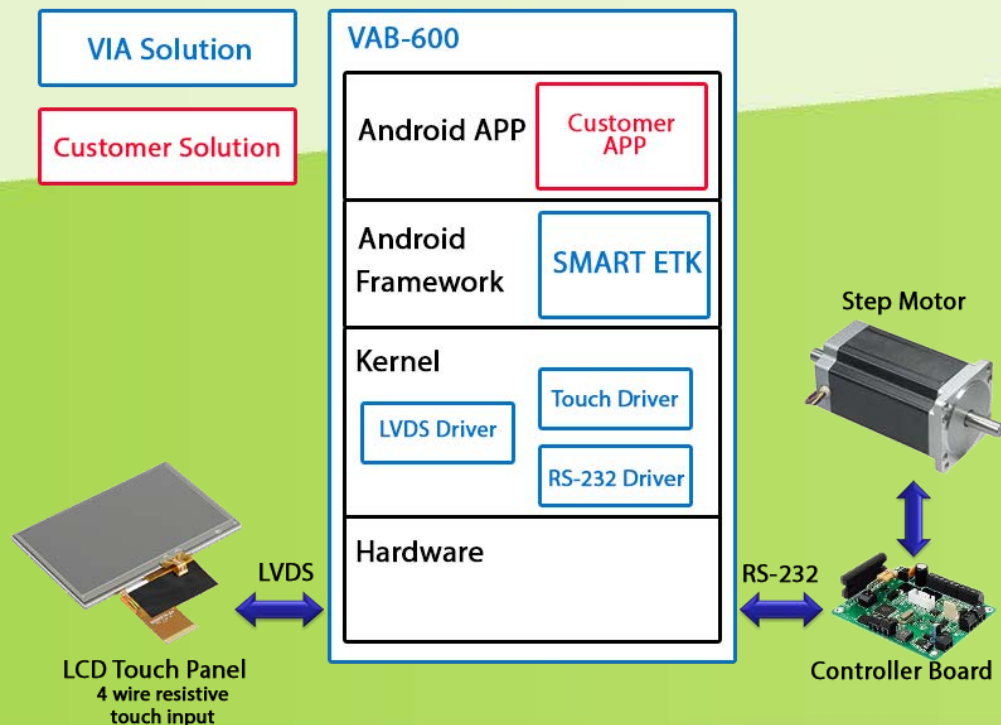 VIA Solution
Customer Solution
VAB-600
Android APP
Customer
APP
Android
Framework
SMART ETK
Kernel
LVDS Driver
Touch Driver
RS-232 Driver
Hardware
LVDS
LCD Touch Panel
4 wire resistive
touch input
Step Motor
RS-232
Controller Board